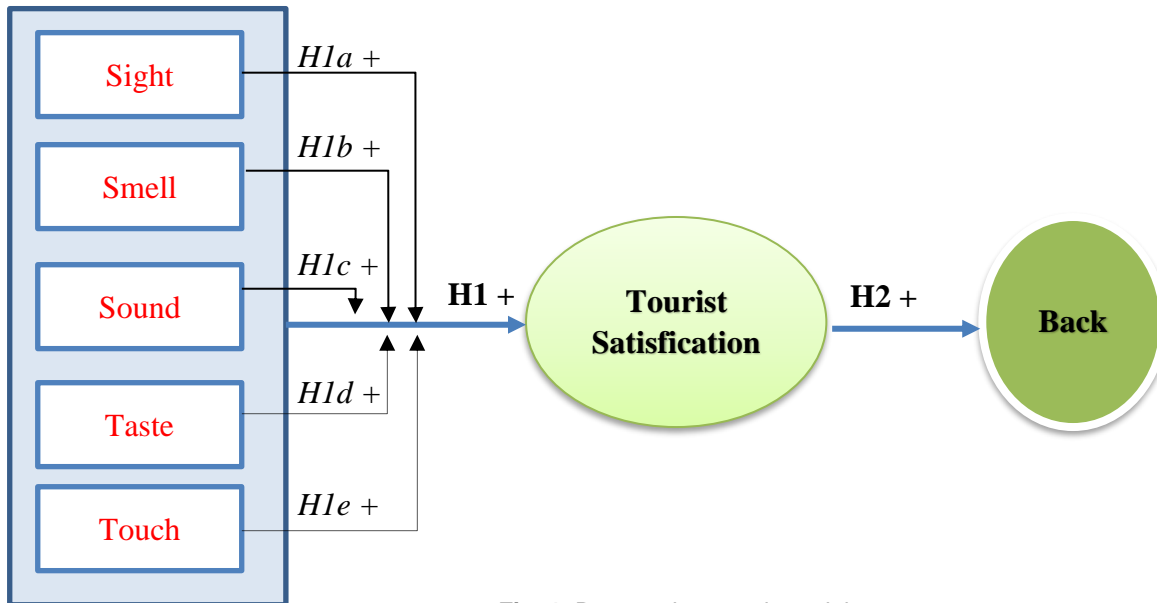 Sight
H1a +
Smell
H1b +
Sound
H1c +
H1 +
Tourist
Satisfication
H2 +
Back
Taste
H1d +
Touch
H1e +